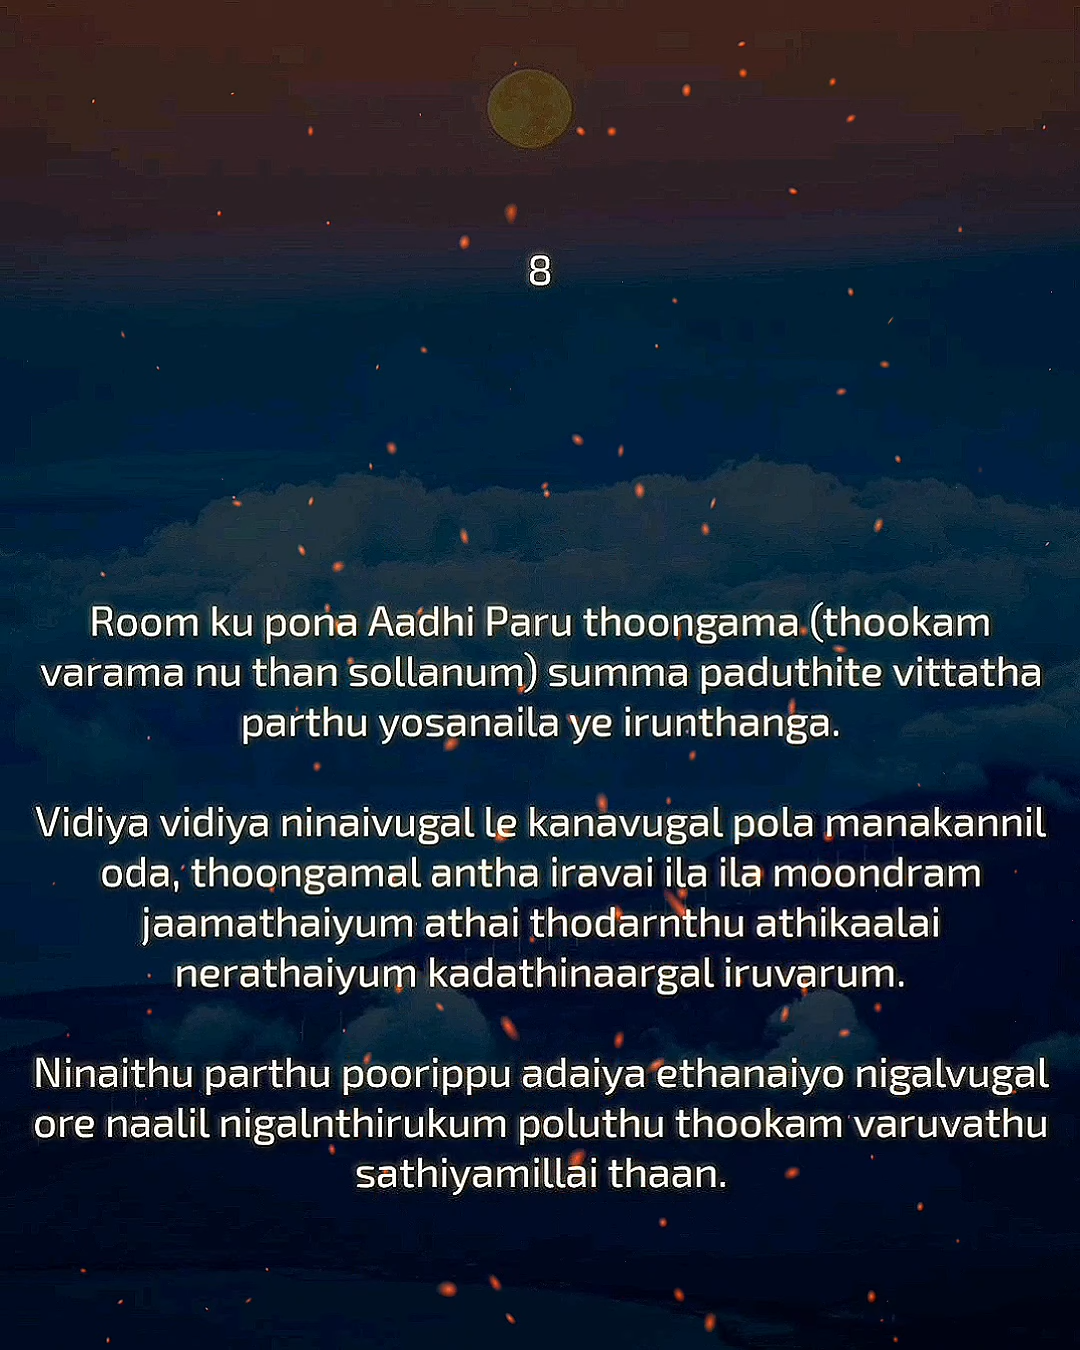 8
Room ku pona Aadhi Paru thoongama (thookam
varama nu than sollanum) summa paduthite vittatha
parthu yosanaila ye irunthanga.
Vidiya vidiya ninaivugal le kanavugal pola manakannil
oda, thoongamal antha iravai ila ila moondram
jaamathaiyum athai thodarnthu athikaalai
nerathaiyum kadathinaargal iruvarum.
Ninaithu parthu poorippu adaiya ethanaiyo nigalvugal
ore naalil nigalnthirukum poluthu thookam varuvathu
sathiyamillai thaan.